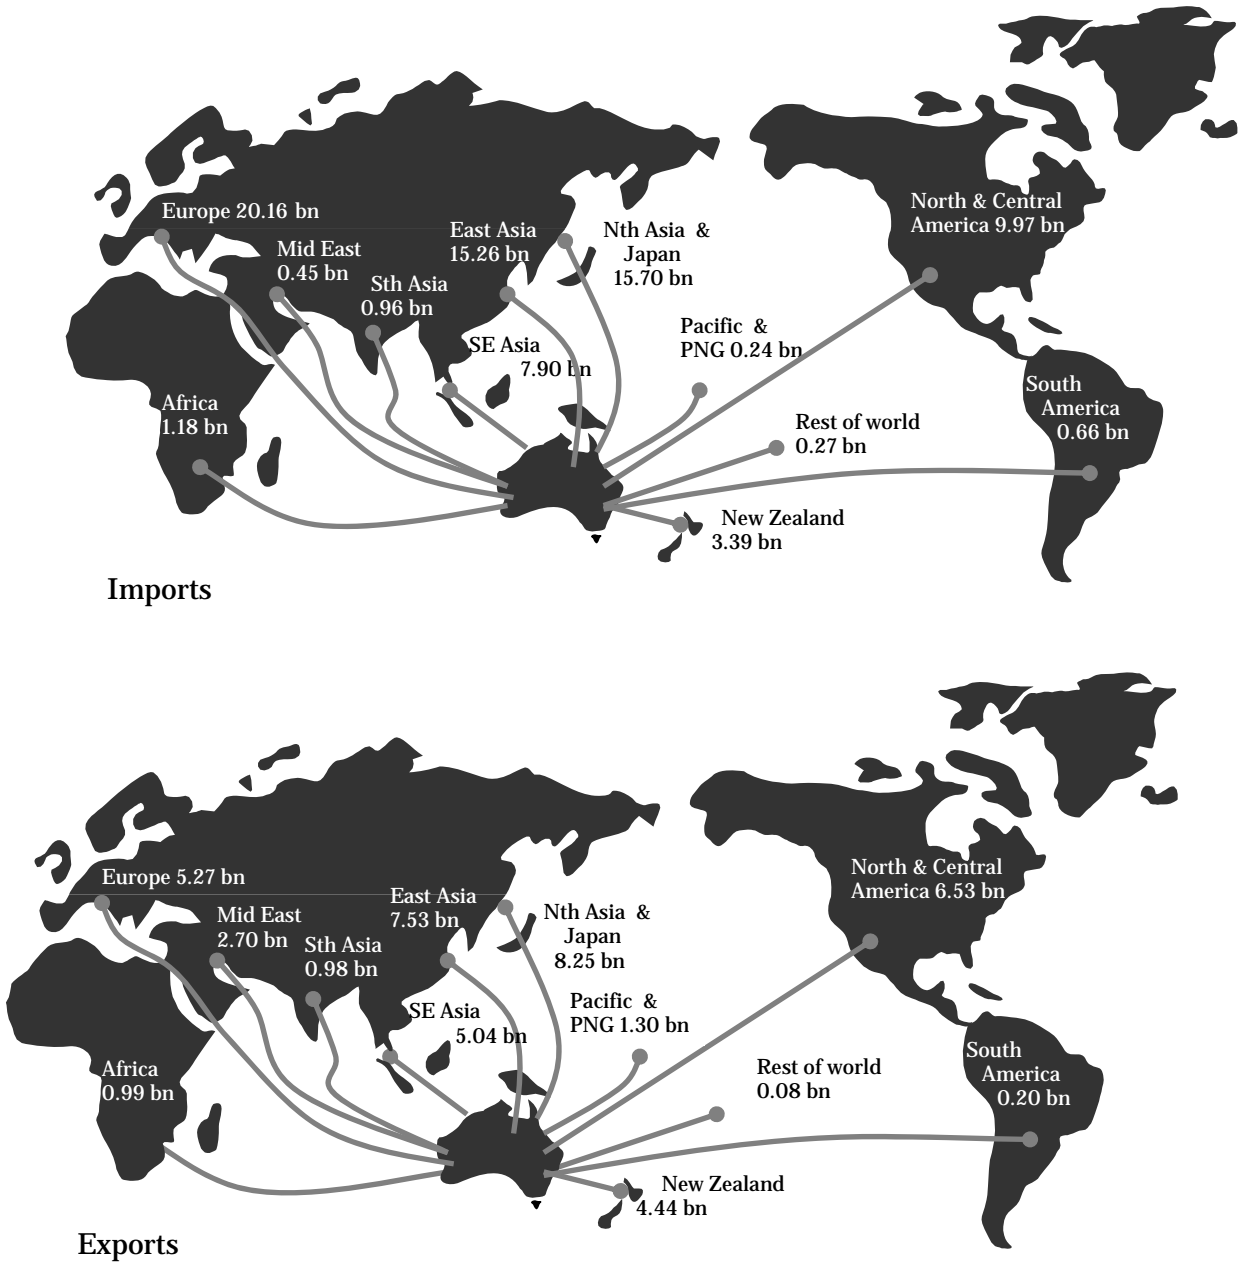 Europe 20.16 bn
Mid East
0.45 bn
Sth Asia
0.96 bn
East Asia
15.26 bn
Nth Asia &
Japan
15.70 bn
North & Central
America 9.97 bn
SE Asia
7.90 bn
Pacific &
PNG 0.24 bn
Africa
1.18 bn
South
America
0.66 bn
Rest of world
0.27 bn
New Zealand
3.39 bn
Imports
Europe 5.27 bn
Mid East
2.70 bn
Sth Asia
0.98 bn
East Asia
7.53 bn
Nth Asia &
Japan
8.25 bn
North & Central
America 6.53 bn
SE Asia
5.04 bn
Pacific &
PNG 1.30 bn
Africa
0.99 bn
South
America
0.20 bn
Rest of world
0.08 bn
New Zealand
4.44 bn
Exports